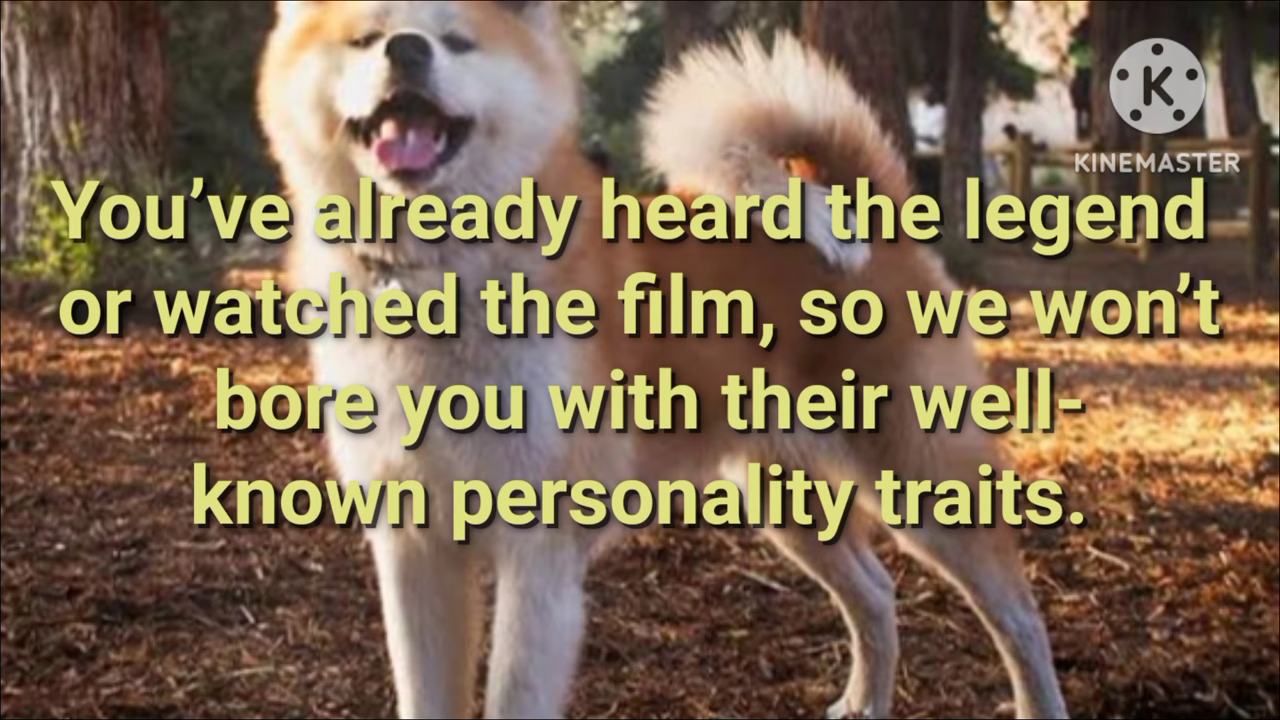 K
KINEMASTER
You’ve already heard the legend
or watched the film, so we won’t
bore you with their well-
known personality traits.